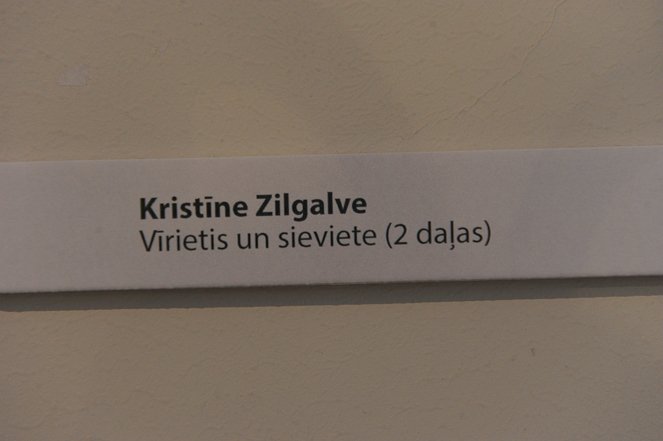 Kristīne Zilgalve
Vīrietis un sieviete (2 daļas)